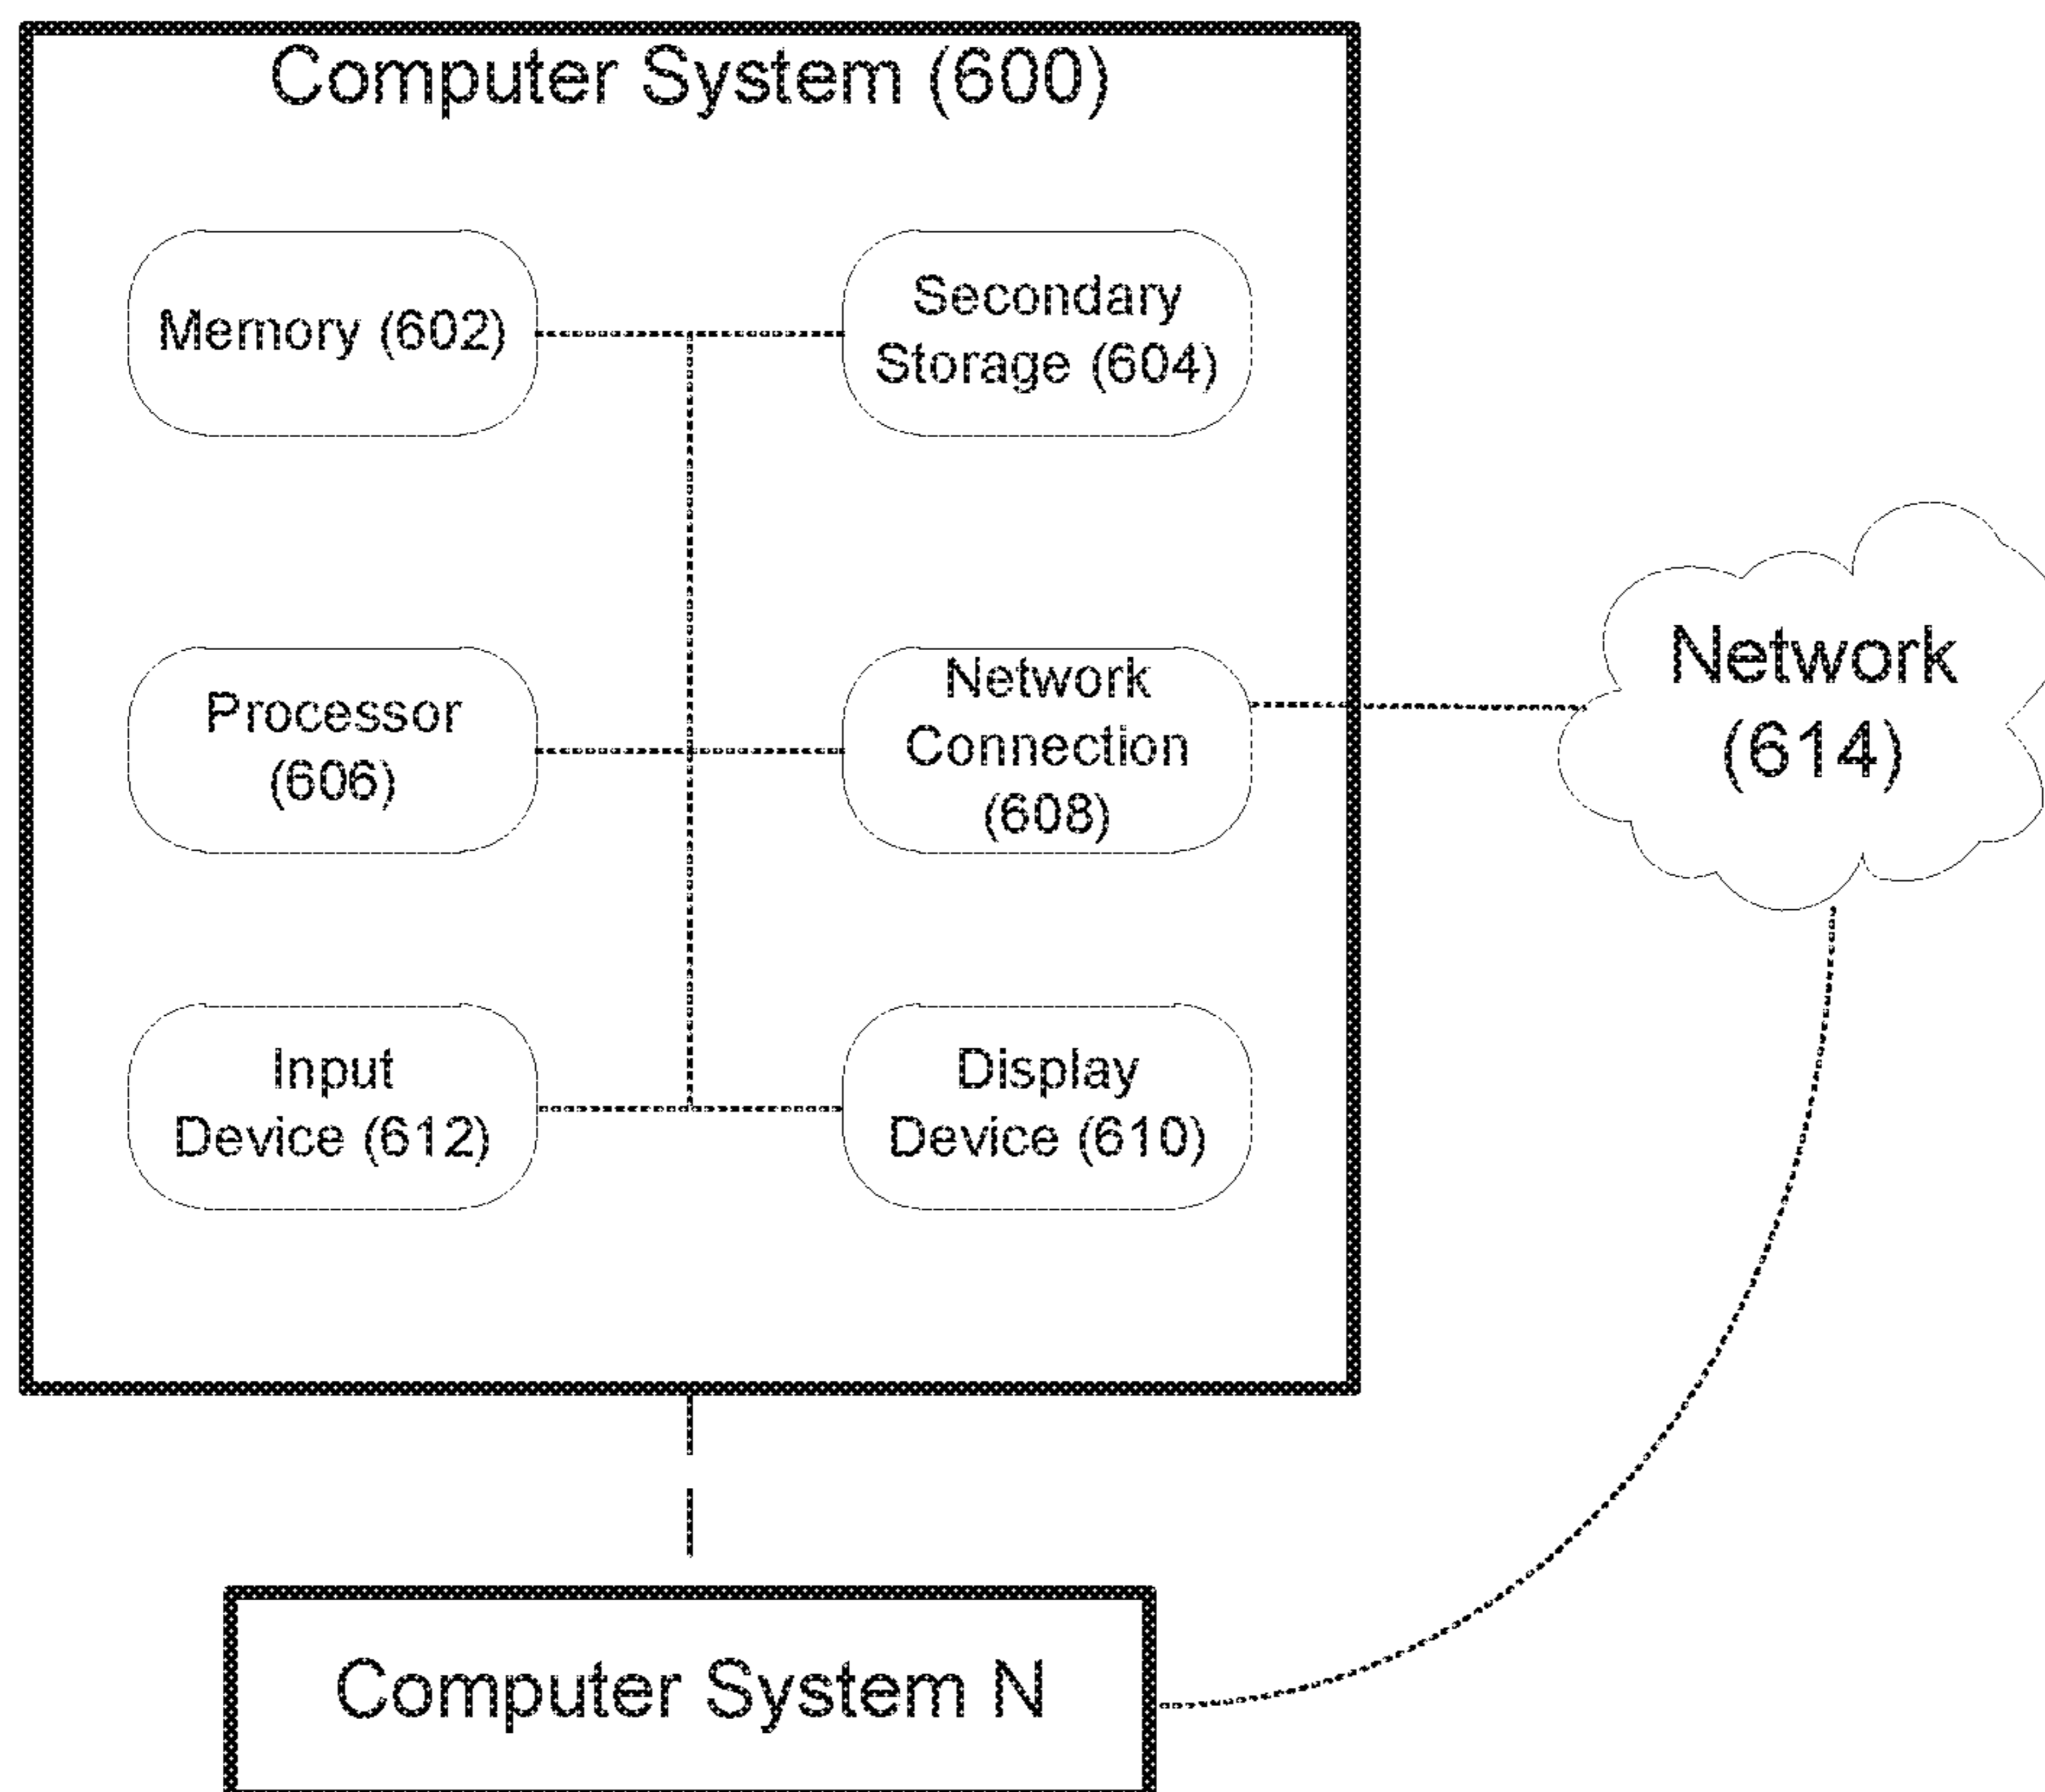 Computer System (600)
Memory (602)
Secondary
Storage (604)
Processor
(606)
Network
Connection
(608)
Network
(614)
Input
Device (612)
Display
Device (610)
Computer System N